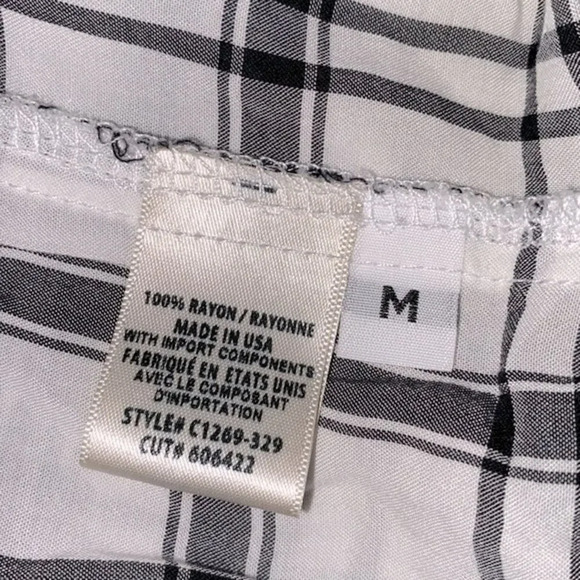 100% RAYON / RAYONNE
MADE IN USA
WITH IMPORT COMPONENTS
FABRIQUÉ EN ETATS UNIS
AVEC LE COMPOSANT
D'INPORTATION
STYLE# C1269-329
CUT# 606422
M